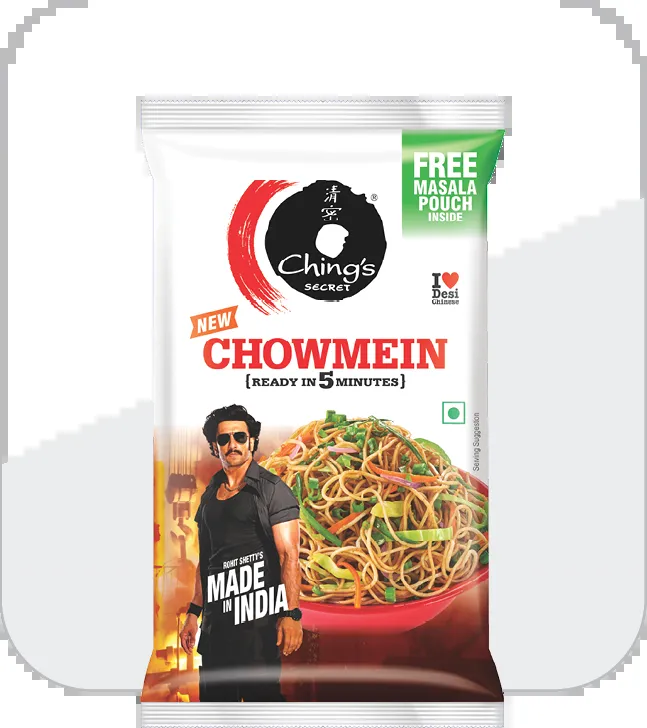 FREE
MASALA
POUCH
INSIDE
清
密
®
Ching's
SECRET
I ♥
Desi
Chinese
NEW
CHOWMEIN
{READY IN 5 MINUTES}
Serving Suggestion
ROHIT SHETTY'S
MADE
IN INDIA